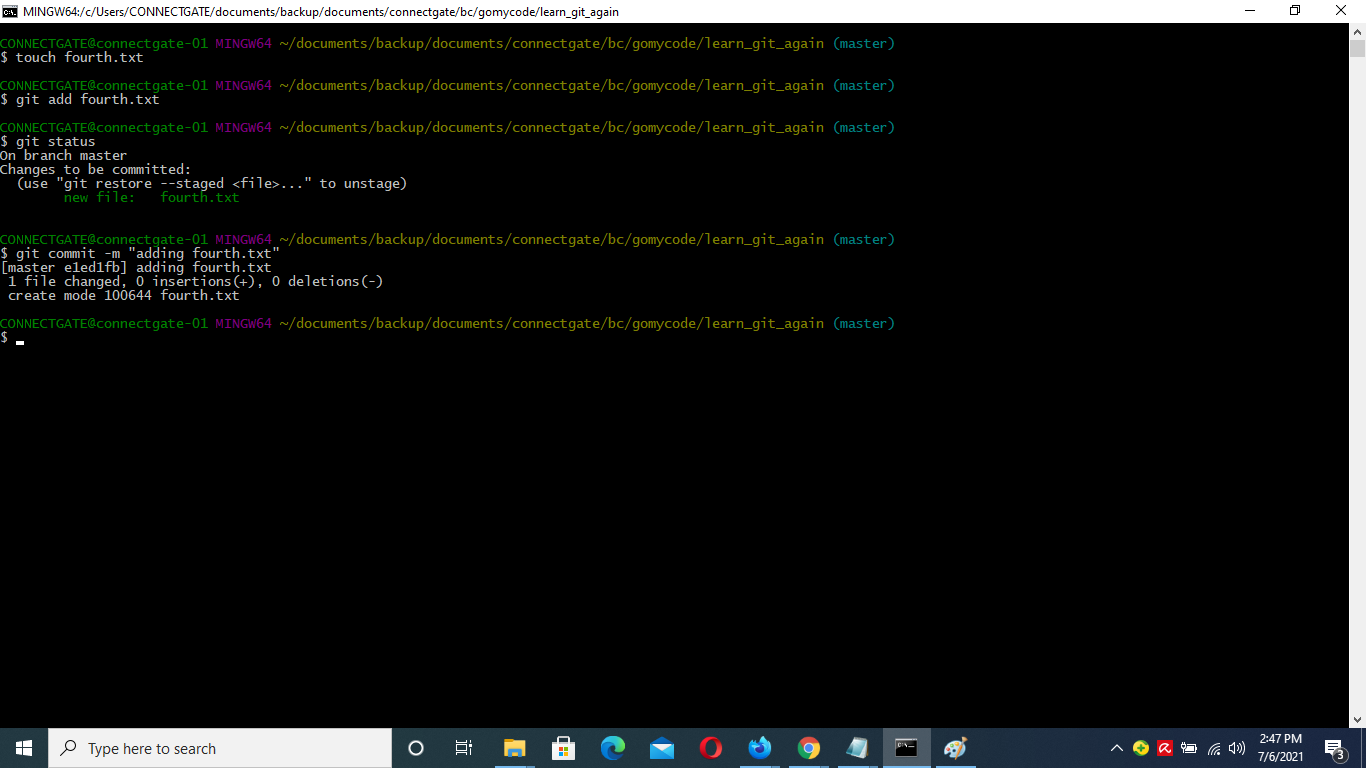 MINGW64:/c/Users/CONNECTGATE/documents/backup/documents/connectgate/bc/gomycode/learn_git_again
CONNECTGATE@connectgate-01 MINGW64 ~/documents/backup/documents/connectgate/bc/gomycode/learn_git_again (master)
$ touch fourth.txt
CONNECTGATE@connectgate-01 MINGW64 ~/documents/backup/documents/connectgate/bc/gomycode/learn_git_again (master)
$ git add fourth.txt
CONNECTGATE@connectgate-01 MINGW64 ~/documents/backup/documents/connectgate/bc/gomycode/learn_git_again (master)
$ git status
On branch master
Changes to be committed:
  (use "git restore --staged <file>..." to unstage)
        new file:   fourth.txt
CONNECTGATE@connectgate-01 MINGW64 ~/documents/backup/documents/connectgate/bc/gomycode/learn_git_again (master)
$ git commit -m "adding fourth.txt"
[master e1ed1fb] adding fourth.txt
 1 file changed, 0 insertions(+), 0 deletions(-)
 create mode 100644 fourth.txt
CONNECTGATE@connectgate-01 MINGW64 ~/documents/backup/documents/connectgate/bc/gomycode/learn_git_again (master)
$
Type here to search
2:47 PM
7/6/2021
3